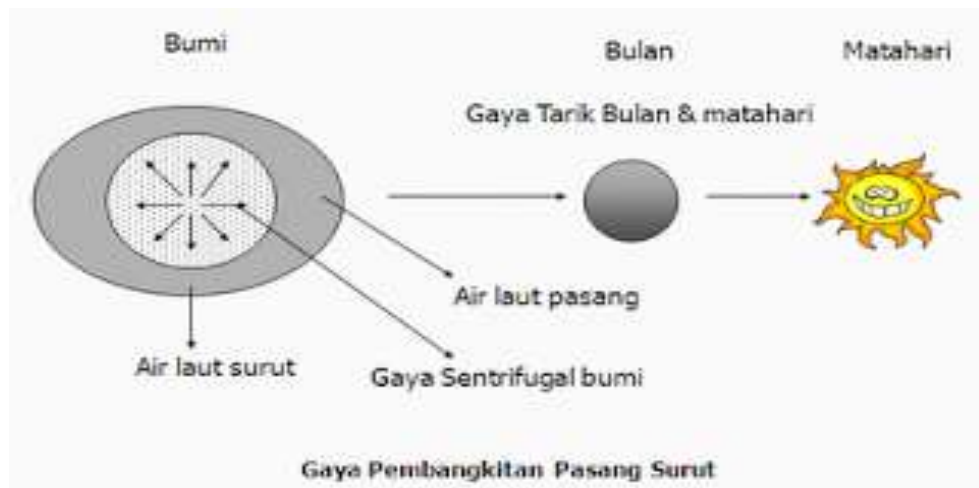 Bumi
Bulan
Matahari
Gaya Tarik Bulan & matahari
Air laut pasang
Air laut surut
Gaya Sentrifugal bumi
Gaya Pembangkitan Pasang Surut